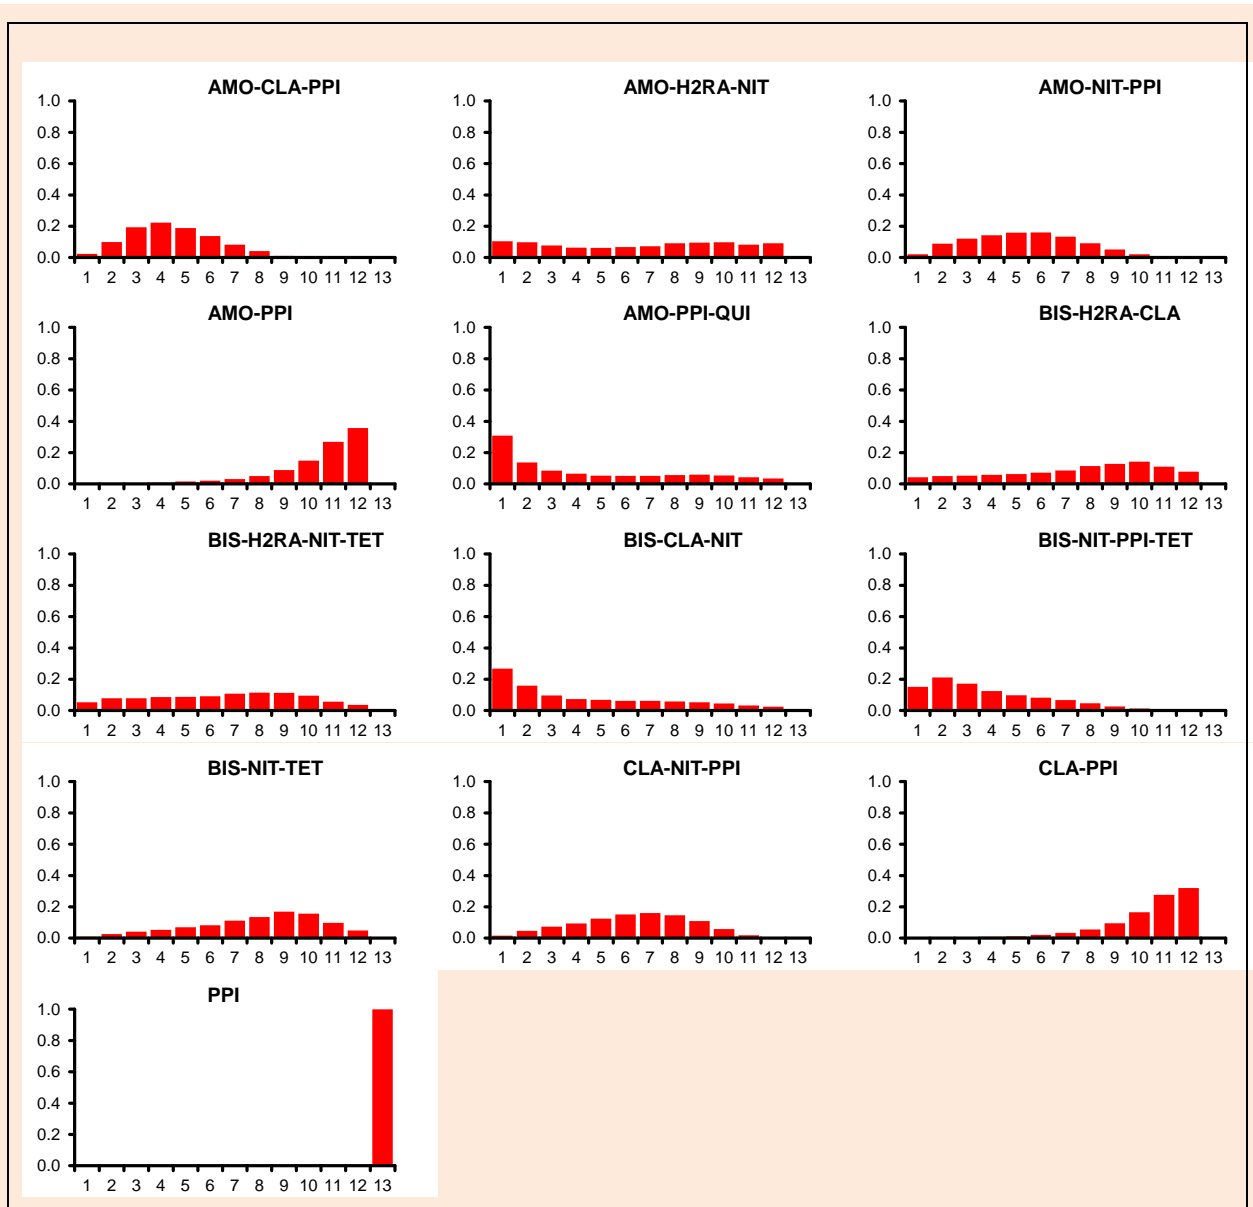 AMO-CLA-PPI AMO-H2RA-NIT AMO-NIT-PPI
1.0 1.0 1.0
0.8 0.8 0.8
0.6 0.6 0.6
0.4 0.4 0.4
0.2 0.2 0.2
0.0 0.0 0.0
1 2 3 4 5 6 7 8 9 10 11 12 13 1 2 3 4 5 6 7 8 9 10 11 12 13 1 2 3 4 5 6 7 8 9 10 11 12 13
AMO-PPI AMO-PPI-QUI BIS-H2RA-CLA
1.0 1.0 1.0
0.8 0.8 0.8
0.6 0.6 0.6
0.4 0.4 0.4
0.2 0.2 0.2
0.0 0.0 0.0
1 2 3 4 5 6 7 8 9 10 11 12 13 1 2 3 4 5 6 7 8 9 10 11 12 13 1 2 3 4 5 6 7 8 9 10 11 12 13
BIS-H2RA-NIT-TET BIS-CLA-NIT BIS-NIT-PPI-TET
1.0 1.0 1.0
0.8 0.8 0.8
0.6 0.6 0.6
0.4 0.4 0.4
0.2 0.2 0.2
0.0 0.0 0.0
1 2 3 4 5 6 7 8 9 10 11 12 13 1 2 3 4 5 6 7 8 9 10 11 12 13 1 2 3 4 5 6 7 8 9 10 11 12 13
BIS-NIT-TET CLA-NIT-PPI CLA-PPI
1.0 1.0 1.0
0.8 0.8 0.8
0.6 0.6 0.6
0.4 0.4 0.4
0.2 0.2 0.2
0.0 0.0 0.0
1 2 3 4 5 6 7 8 9 10 11 12 13 1 2 3 4 5 6 7 8 9 10 11 12 13 1 2 3 4 5 6 7 8 9 10 11 12 13
PPI
1.0
0.8
0.6
0.4
0.2
0.0
1 2 3 4 5 6 7 8 9 10 11 12 13